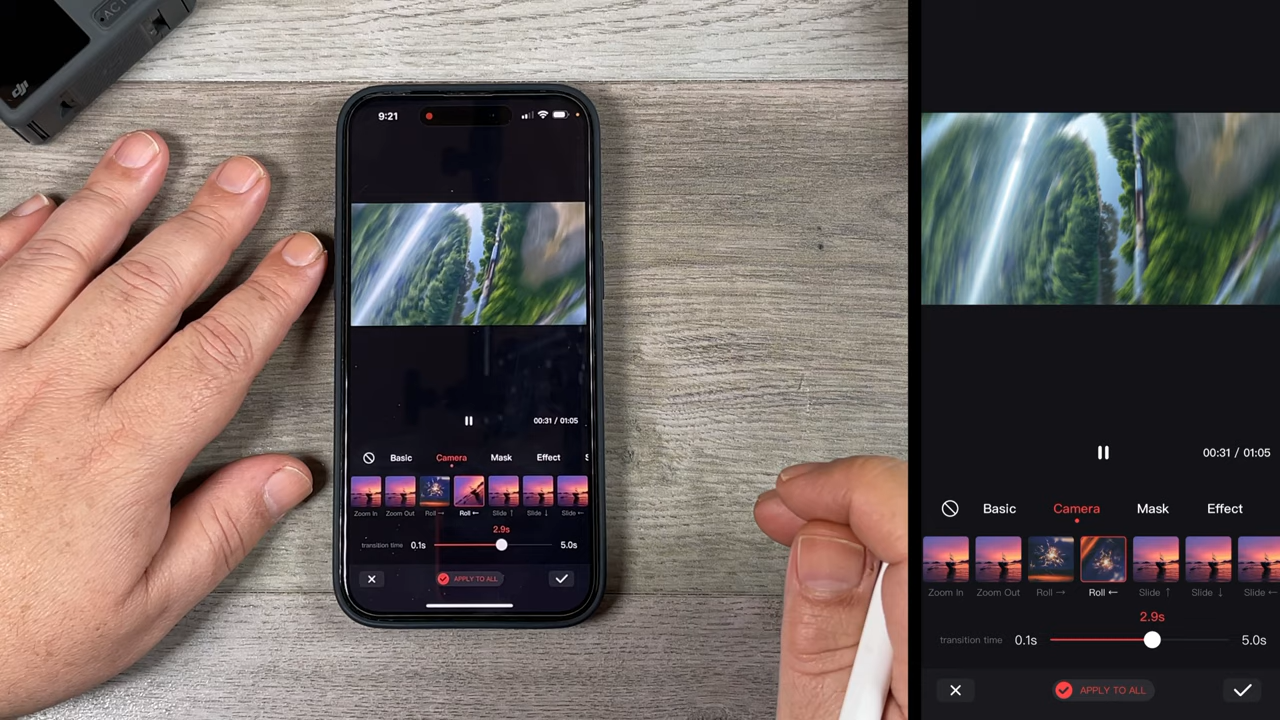 dji
9:21
00:31 / 01:05
Basic
Camera
Mask
Effect
Zoom In
Zoom Out
Roll →
Roll ←
Slide ↑
Slide ↓
Slide ←
2.9s
transition time
0.1s
5.0s
APPLY TO ALL
00:31 / 01:05
Basic
Camera
Mask
Effect
Zoom In
Zoom Out
Roll →
Roll ←
Slide ↑
Slide ↓
Slide ←
2.9s
transition time
0.1s
5.0s
APPLY TO ALL